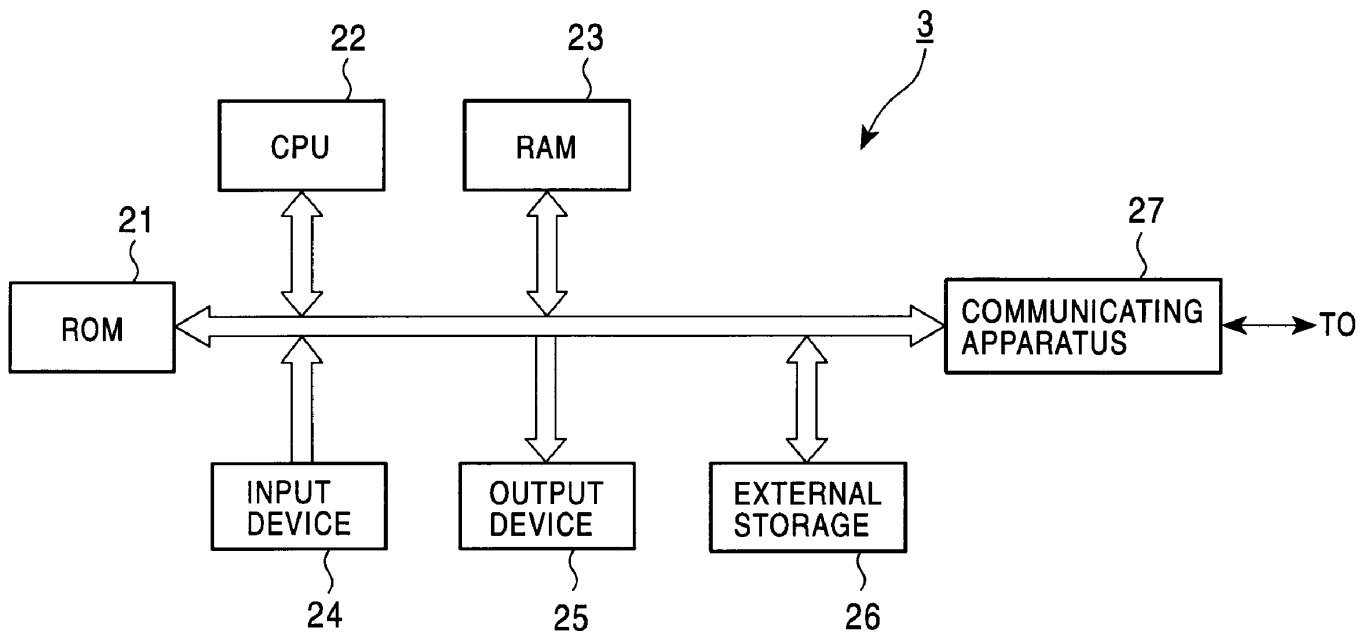 3
22
23
CPU
RAM
21
27
ROM
COMMUNICATING
APPARATUS
TO
INPUT
DEVICE
OUTPUT
DEVICE
EXTERNAL
STORAGE
24
25
26